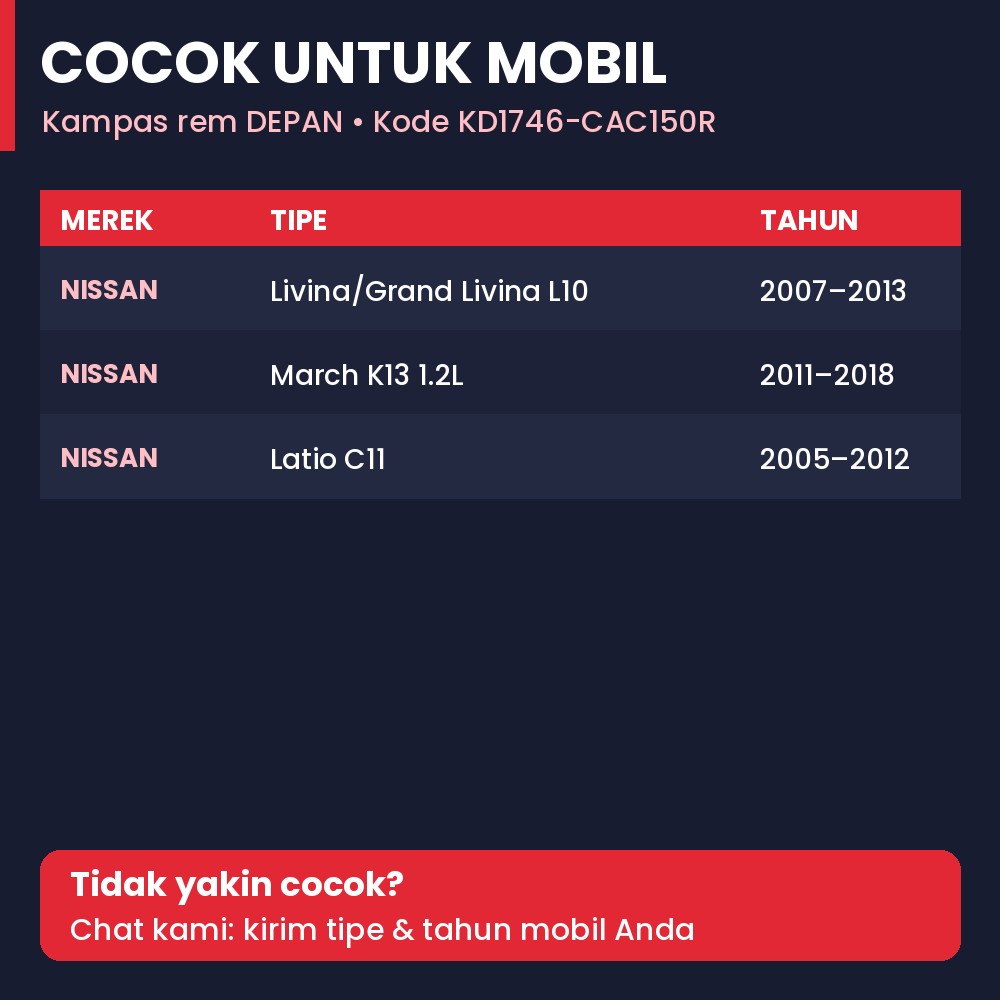 COCOK UNTUK MOBIL
Kampas rem DEPAN • Kode KD1746-CAC150R
MEREK TIPE TAHUN
NISSAN Livina/Grand Livina L10 2007–2013
NISSAN March K13 1.2L 2011–2018
NISSAN Latio C11 2005–2012
Tidak yakin cocok?
Chat kami: kirim tipe & tahun mobil Anda